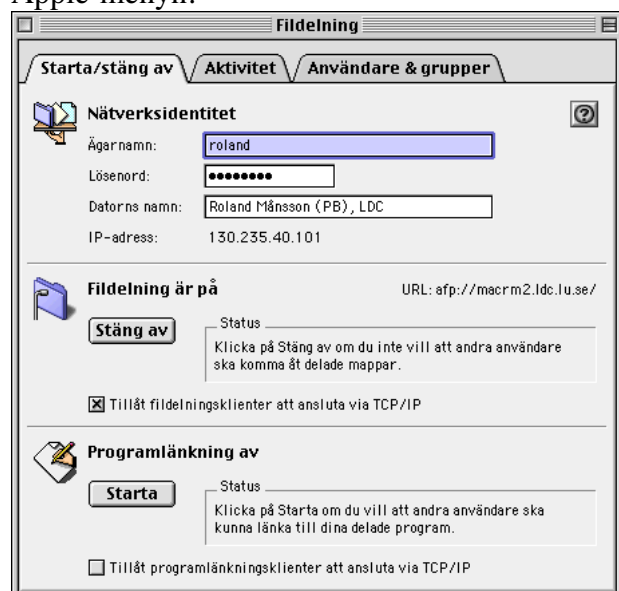 Apple-menyn.
Fildelning
Starta/stäng av
Aktivitet
Användare & grupper
Nätverksidentitet
Ägarnamn: roland
Lösenord: ••••••••
Datorns namn: Roland Månsson (PB), LDC
IP-adress: 130.235.40.101
Fildelning är på
URL: afp://macrm2.ldc.lu.se/
Stäng av
Status
Klicka på Stäng av om du inte vill att andra användare
ska komma åt delade mappar.
Tillåt fildelningsklienter att ansluta via TCP/IP
Programlänkning av
Starta
Status
Klicka på Starta om du vill att andra användare ska
kunna länka till dina delade program.
Tillåt programlänkningsklienter att ansluta via TCP/IP